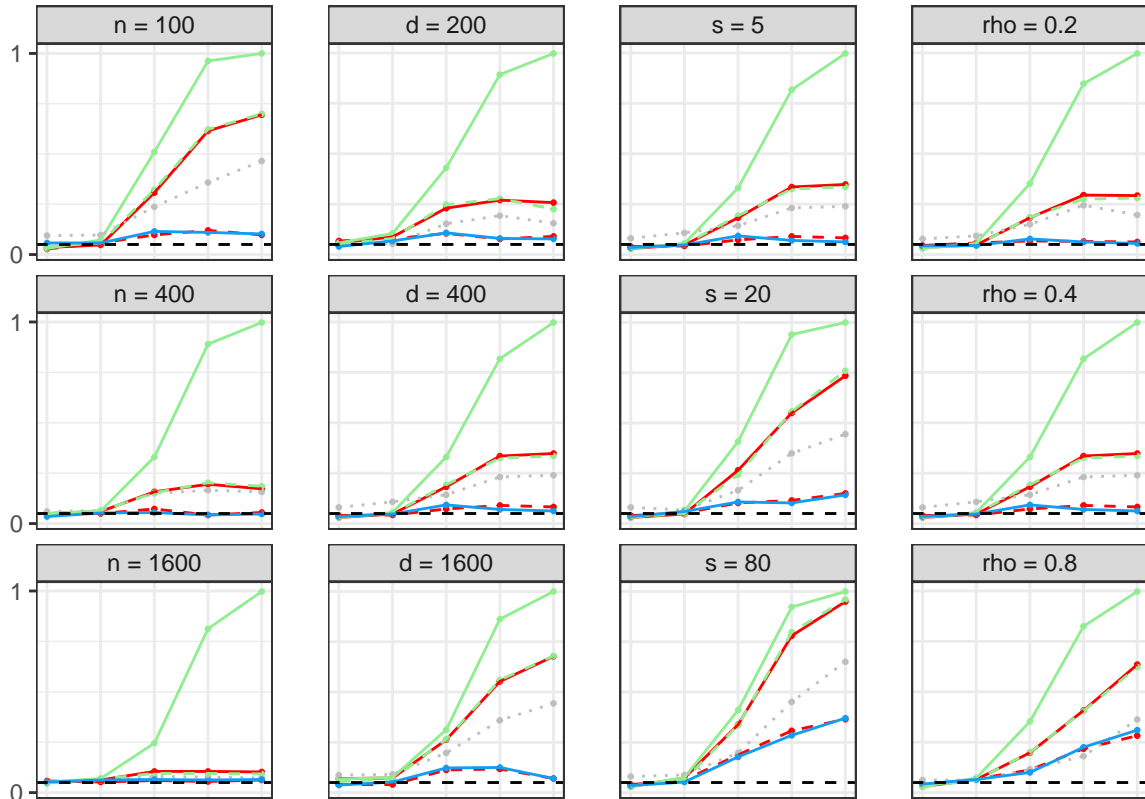 n = 100
d = 200
s = 5
rho = 0.2
1
0
n = 400
d = 400
s = 20
rho = 0.4
1
0
n = 1600
d = 1600
s = 80
rho = 0.8
1
0